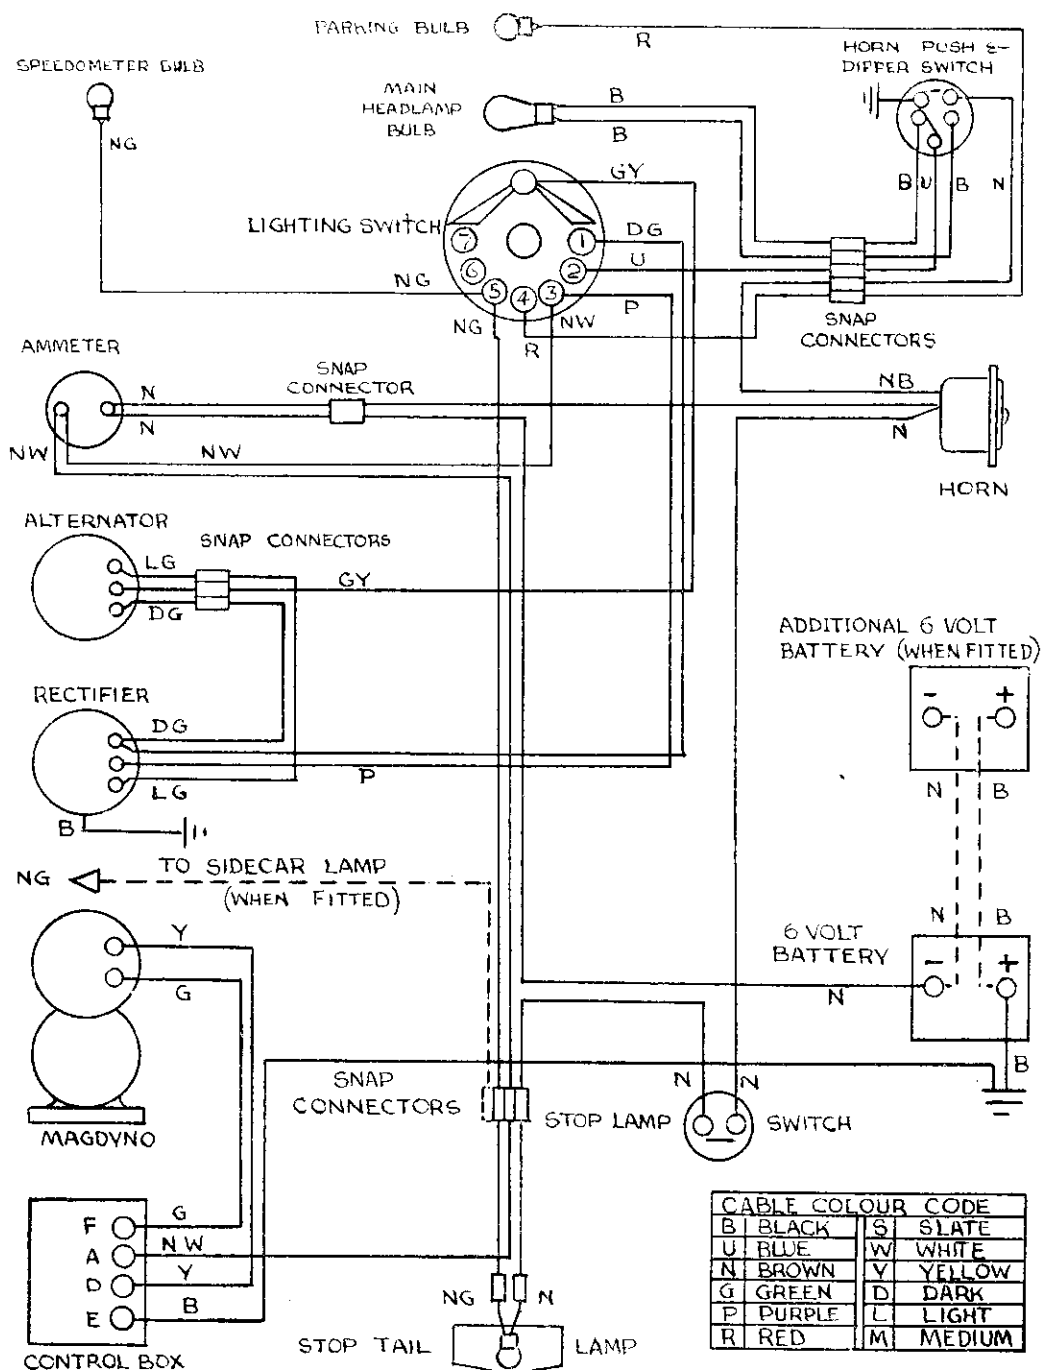 PARKING BULB
R
HORN PUSH &
DIPPER SWITCH
SPEEDOMETER BULB
MAIN
HEADLAMP
BULB
B
B
NG
GY
B U B N
LIGHTING SWITCH
DG
7 1
U
6 2
NG
5 4 3
P
NG
NW
R
SNAP
CONNECTORS
AMMETER
SNAP
CONNECTOR
N
NB
N
N
NW
NW
HORN
ALTERNATOR
SNAP CONNECTORS
LG
GY
DG
ADDITIONAL 6 VOLT
BATTERY (WHEN FITTED)
RECTIFIER
- +
DG
P
LG
N B
B
TO SIDECAR LAMP
NG
(WHEN FITTED)
N B
Y
6 VOLT
BATTERY
- +
G
N
B
SNAP
CONNECTORS
N N
STOP LAMP SWITCH
MAGDYNO
CABLE COLOUR CODE
B BLACK S SLATE
U BLUE W WHITE
N BROWN Y YELLOW
G GREEN D DARK
P PURPLE L LIGHT
R RED M MEDIUM
F G
A NW
D Y
E B
NG N
STOP TAIL LAMP
CONTROL BOX